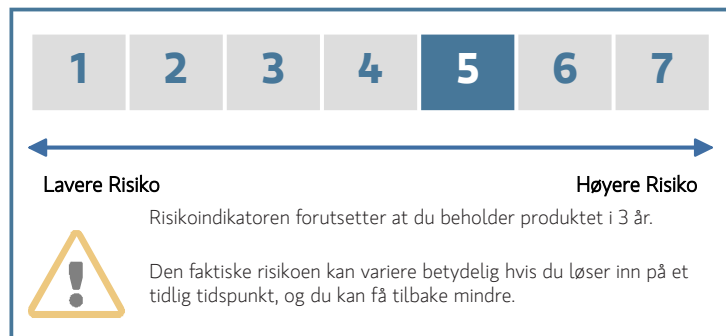 1 2 3 4 5 6 7
Lavere Risiko Høyere Risiko
Risikoindikatoren forutsetter at du beholder produktet i 3 år.
Den faktiske risikoen kan variere betydelig hvis du løser inn på et
tidlig tidspunkt, og du kan få tilbake mindre.